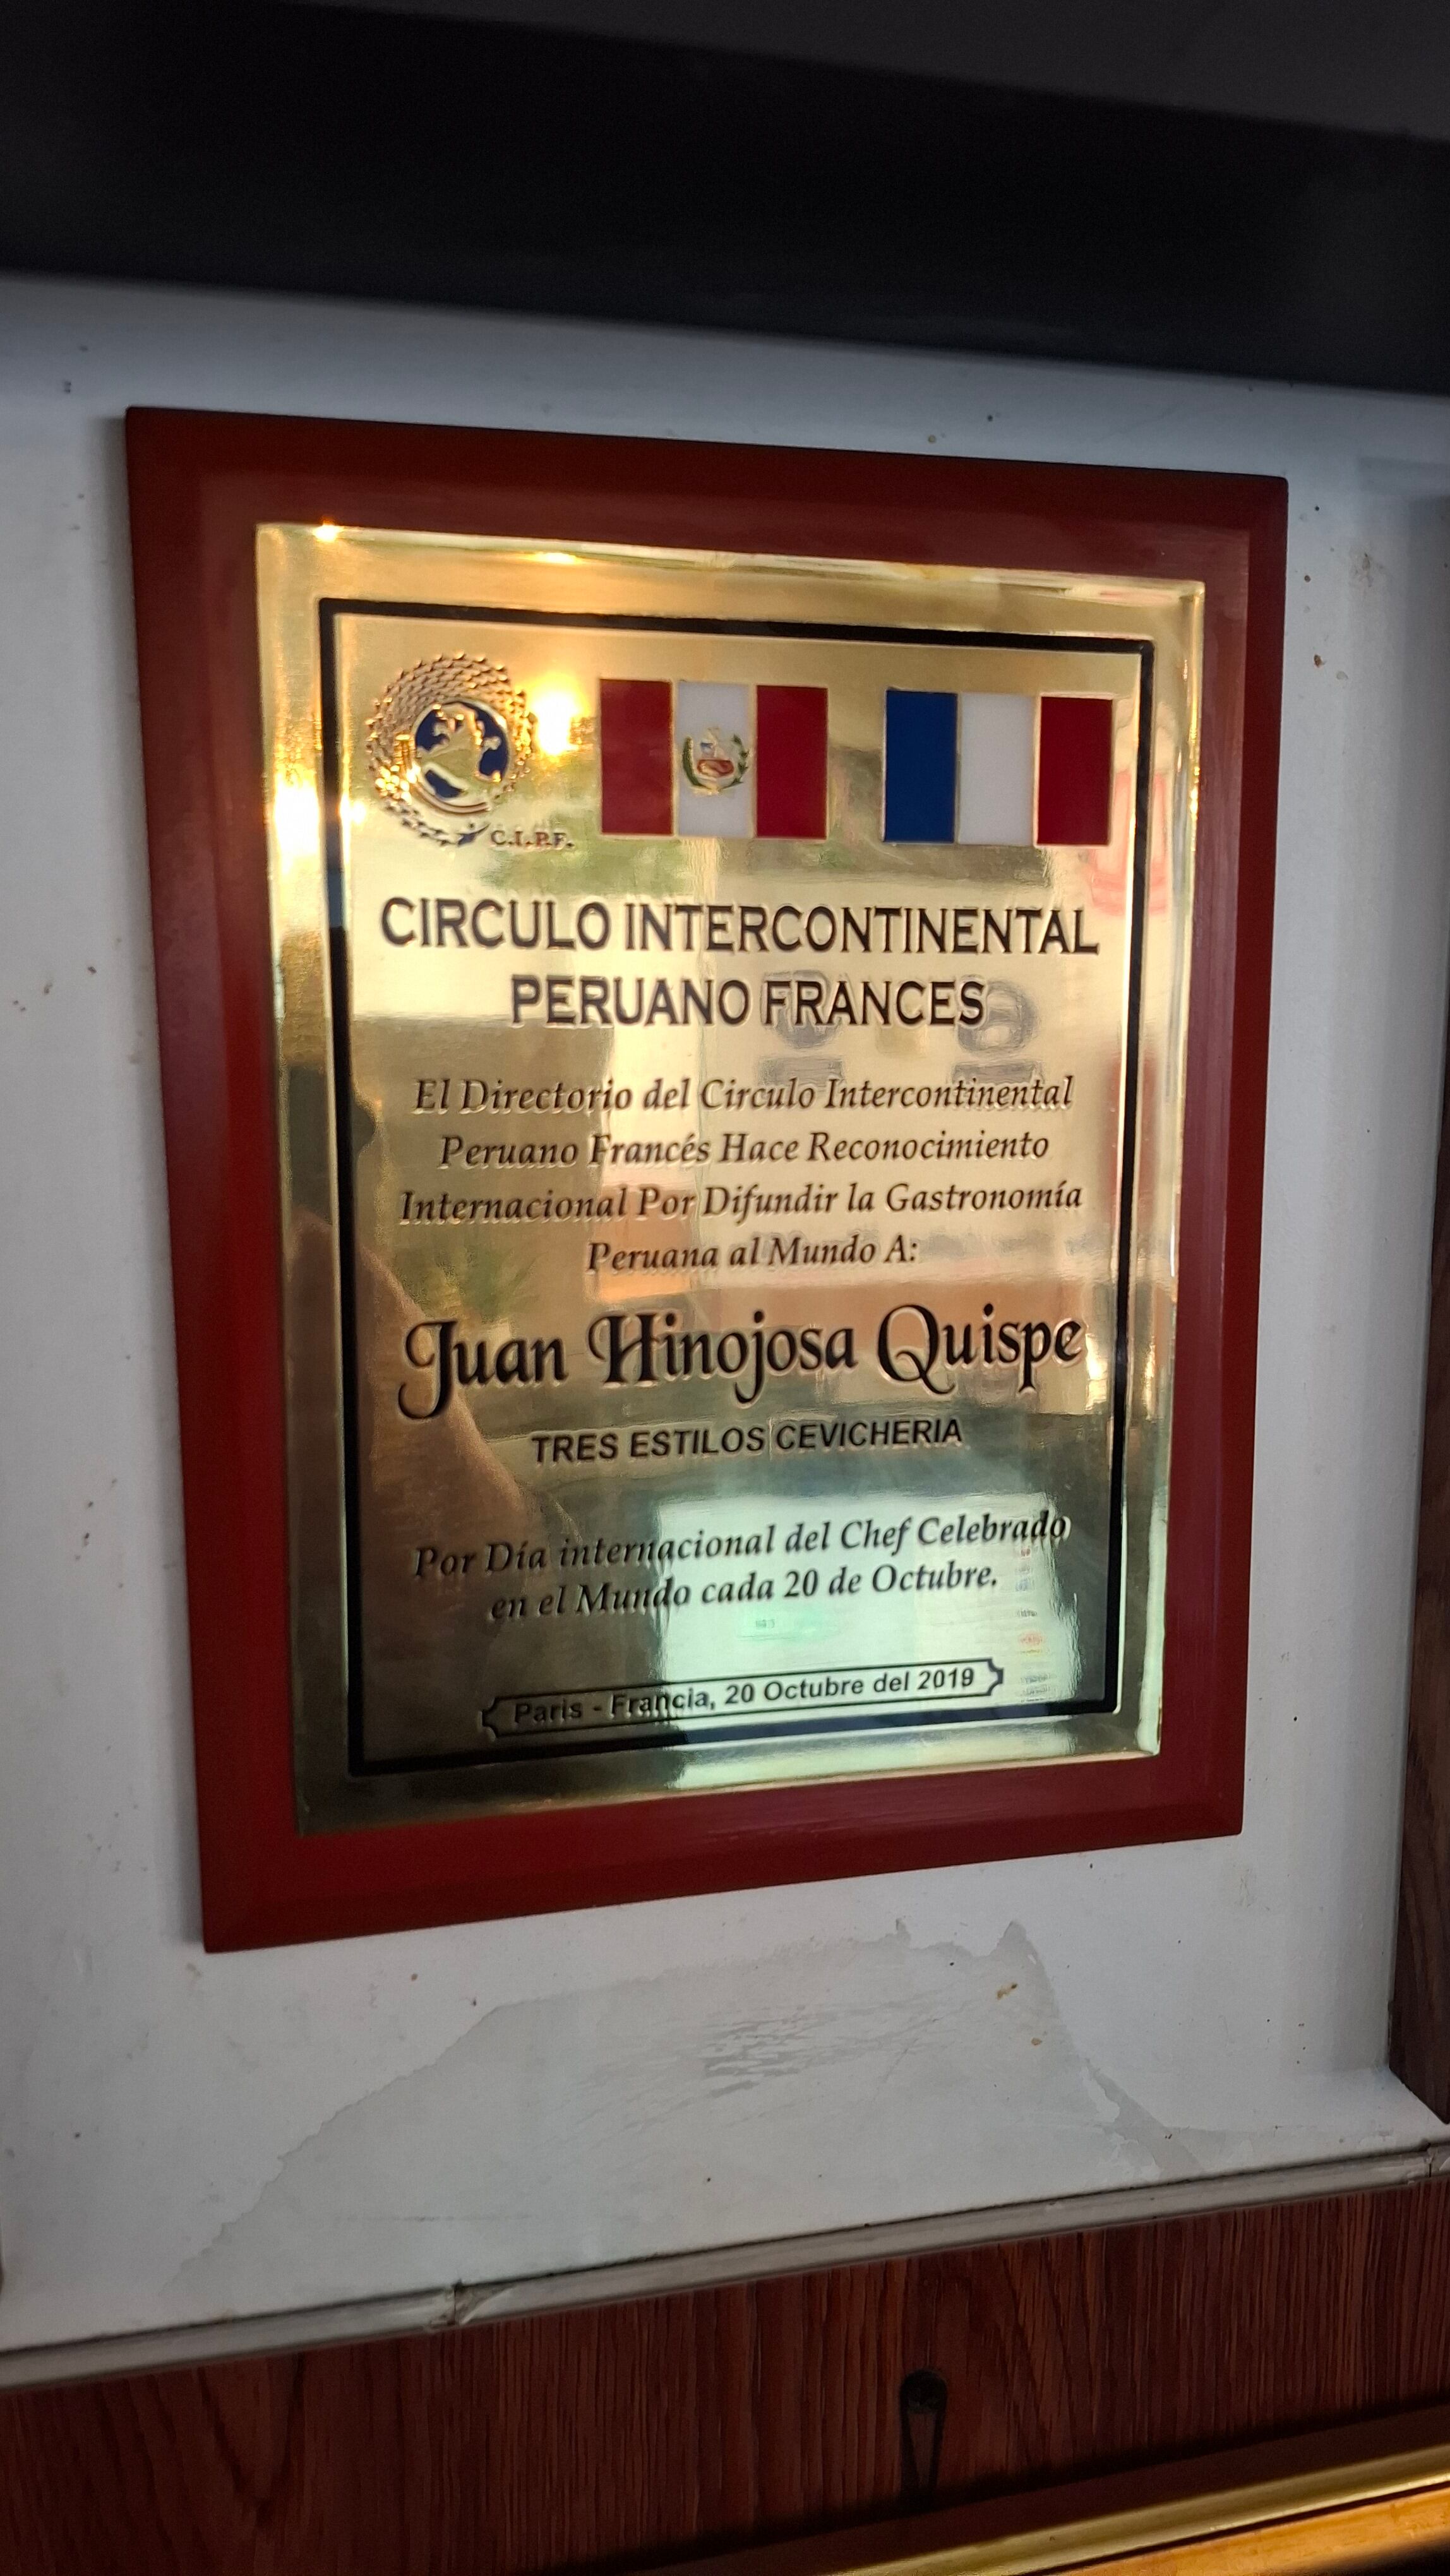 C.I.P.F.
CIRCULO INTERCONTINENTAL
PERUANO FRANCES
El Directorio del Circulo Intercontinental
Peruano Francés Hace Reconocimiento
Internacional Por Difundir la Gastronomía
Peruana al Mundo A:
Juan Hinojosa Quispe
TRES ESTILOS CEVICHERIA
Por Día internacional del Chef Celebrado
en el Mundo cada 20 de Octubre.
Paris - Francia, 20 Octubre del 2019